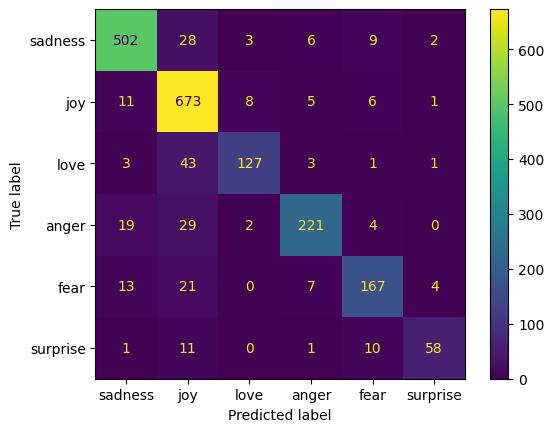 sadness 502 28 3 6 9 2
joy 11 673 8 5 6 1
love 3 43 127 3 1 1
anger 19 29 2 221 4 0
fear 13 21 0 7 167 4
surprise 1 11 0 1 10 58
sadness joy love anger fear surprise
Predicted label
True label
600
500
400
300
200
100
0